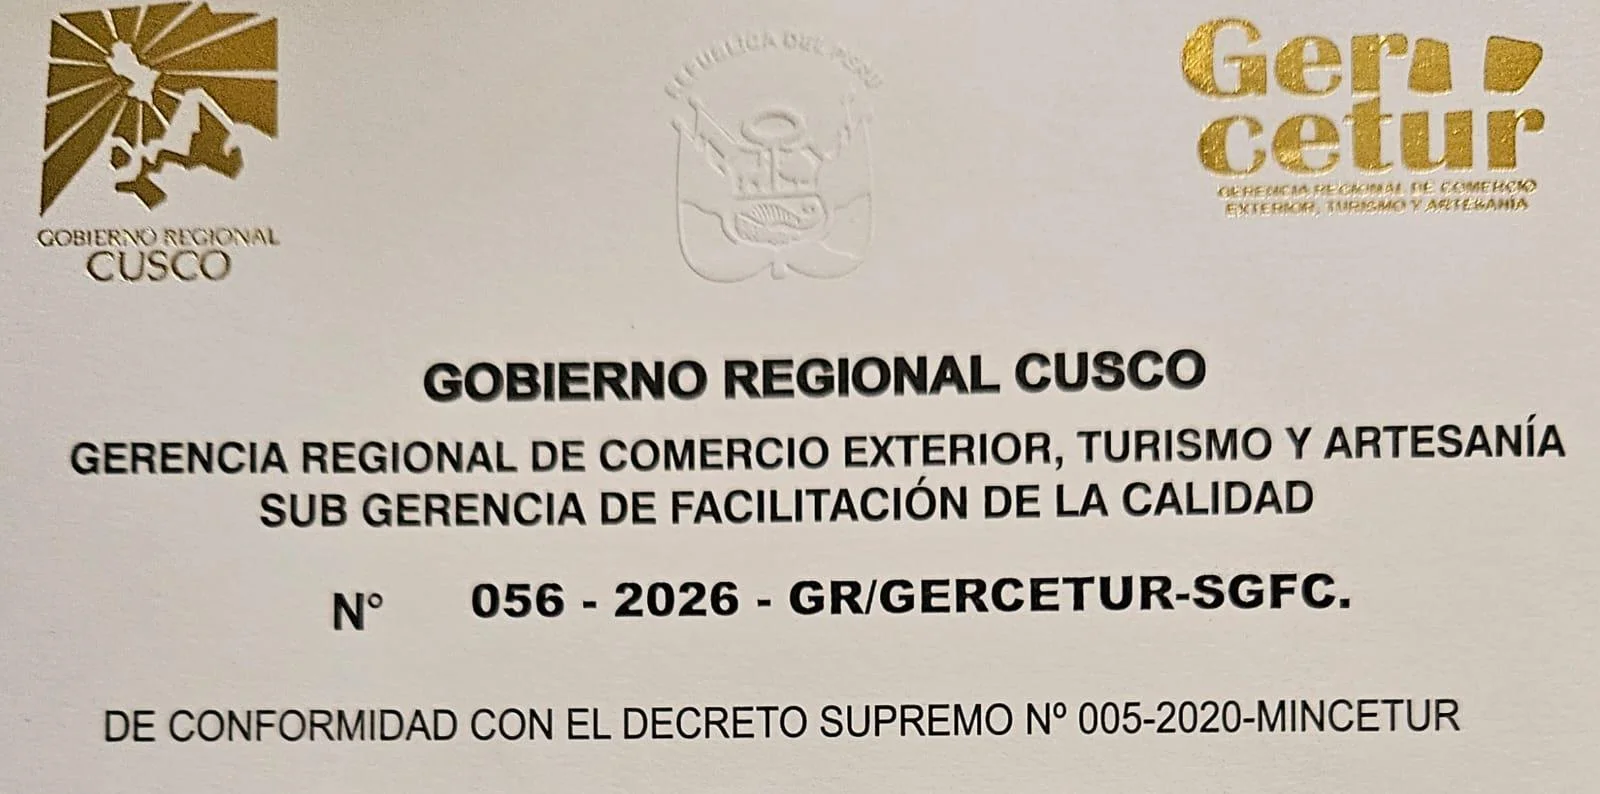 GOBIERNO REGIONAL
CUSCO
REPUBLICA DEL PERU
Ger
cetur
GERENCIA REGIONAL DE COMERCIO
EXTERIOR, TURISMO Y ARTESANÍA
GOBIERNO REGIONAL CUSCO
GERENCIA REGIONAL DE COMERCIO EXTERIOR, TURISMO Y ARTESANÍA
SUB GERENCIA DE FACILITACIÓN DE LA CALIDAD
N° 056 - 2026 - GR/GERCETUR-SGFC.
DE CONFORMIDAD CON EL DECRETO SUPREMO Nº 005-2020-MINCETUR